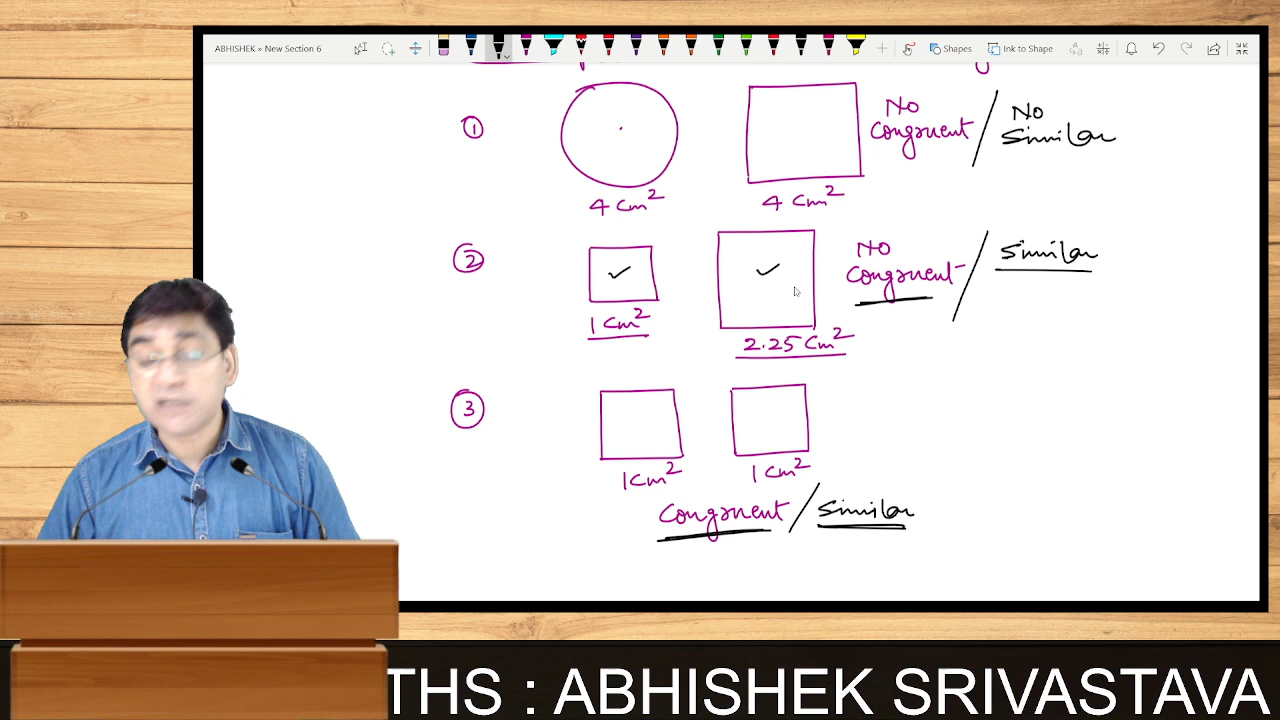 ABHISHEK » New Section 6
Shapes
Ink to Shape
1
4 cm²
4 cm²
No
Congruent
/
No
Similar
2
1 cm²
2.25 cm²
No
Congruent
/
Similar
3
1 cm²
1 cm²
Congruent / Similar
THS : ABHISHEK SRIVASTAVA